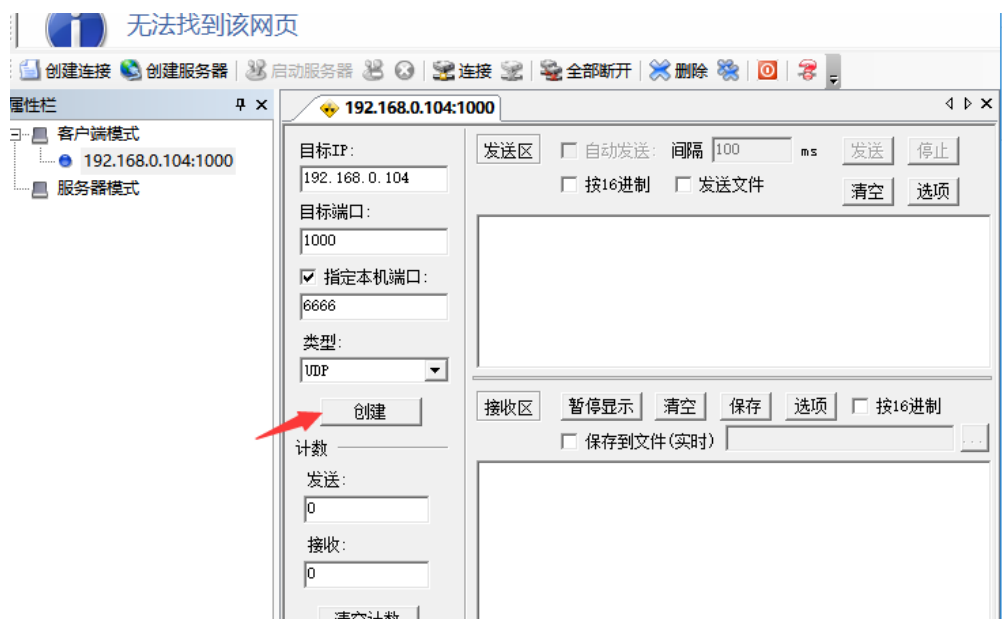 无法找到该网页
创建连接 创建服务器 启动服务器 连接 全部断开 删除
属性栏
客户端模式
192.168.0.104:1000
服务器模式
192.168.0.104:1000
目标IP:
192.168.0.104
目标端口:
1000
指定本机端口:
6666
类型:
UDP
创建
计数
发送:
0
接收:
0
清空计数
发送区 自动发送: 间隔 100 ms 发送 停止
按16进制 发送文件 清空 选项
接收区 暂停显示 清空 保存 选项 按16进制
保存到文件(实时) ...